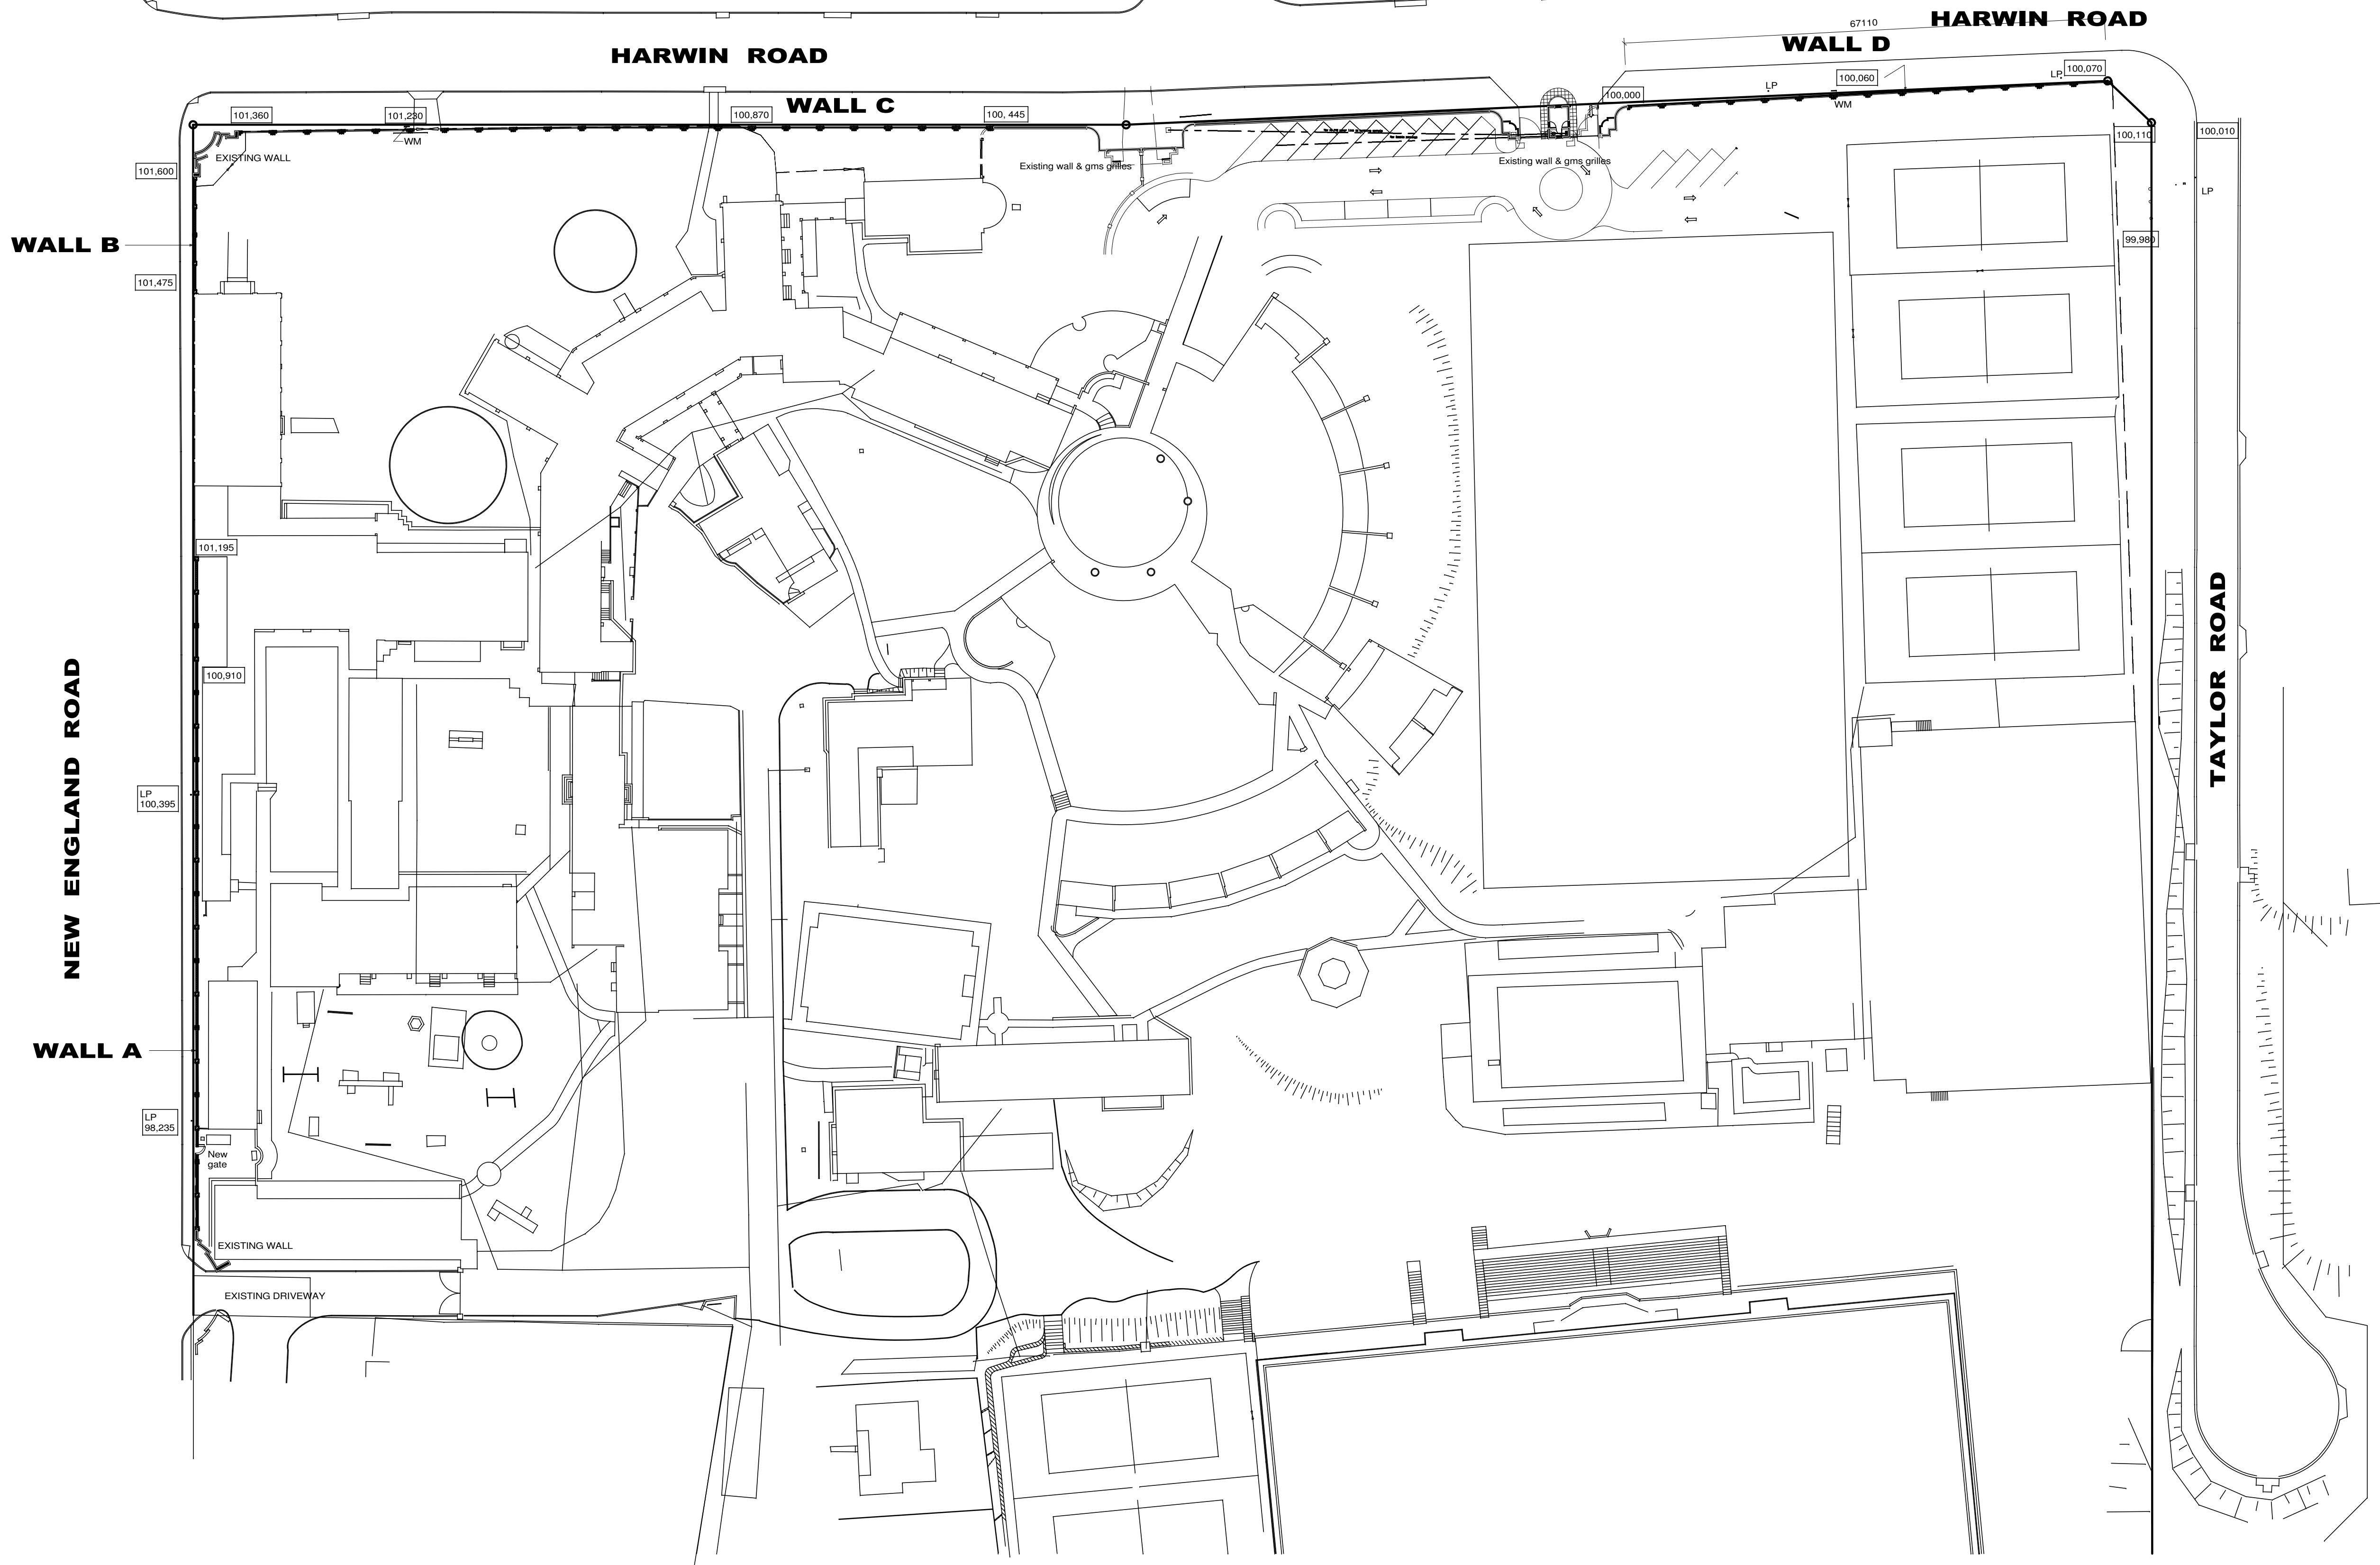 HARWIN ROAD
67110
HARWIN ROAD
WALL D
100,070
LP
100,060
LP
WM
100,000
WALL C
101,360
101,230
100,870
100, 445
WM
EXISTING WALL
101,600
Existing wall & gms grilles
Existing wall & gms grilles
100,110
100,010
LP
99,980
WALL B
101,475
101,195
100,910
NEW ENGLAND ROAD
TAYLOR ROAD
LP
100,395
WALL A
LP
98,235
New
gate
EXISTING WALL
EXISTING DRIVEWAY